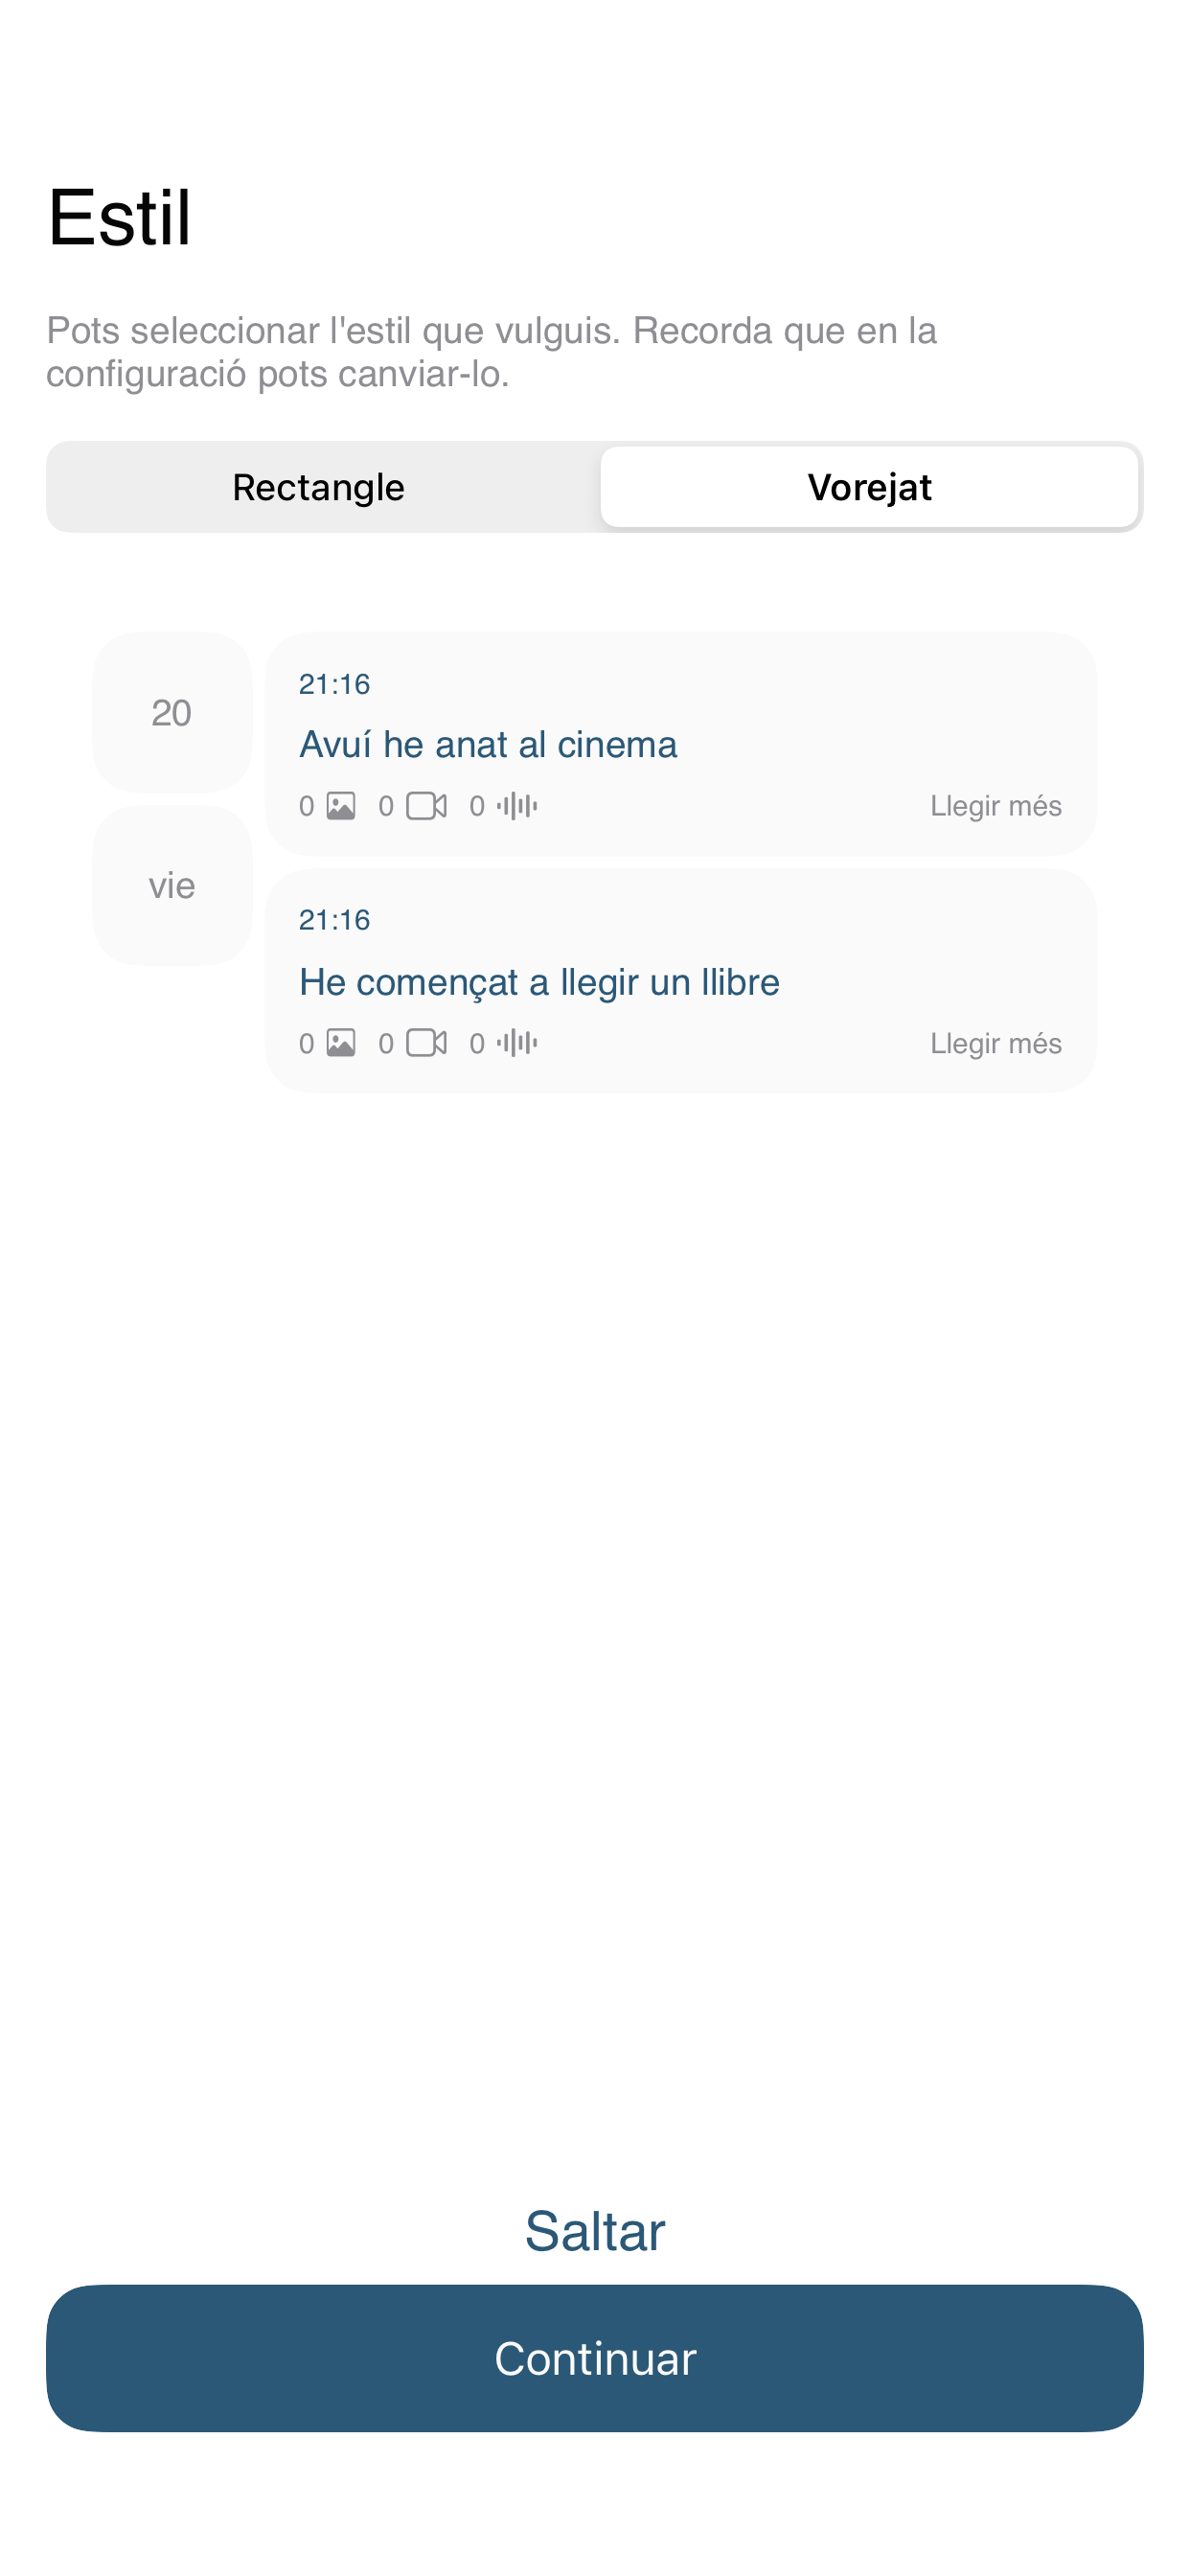 Estil
Pots seleccionar l'estil que vulguis. Recorda que en la
configuració pots canviar-lo.
Rectangle
Vorejat
20
vie
21:16
Avuí he anat al cinema
0 0 0 Llegir més
21:16
He començat a llegir un llibre
0 0 0 Llegir més
Saltar
Continuar